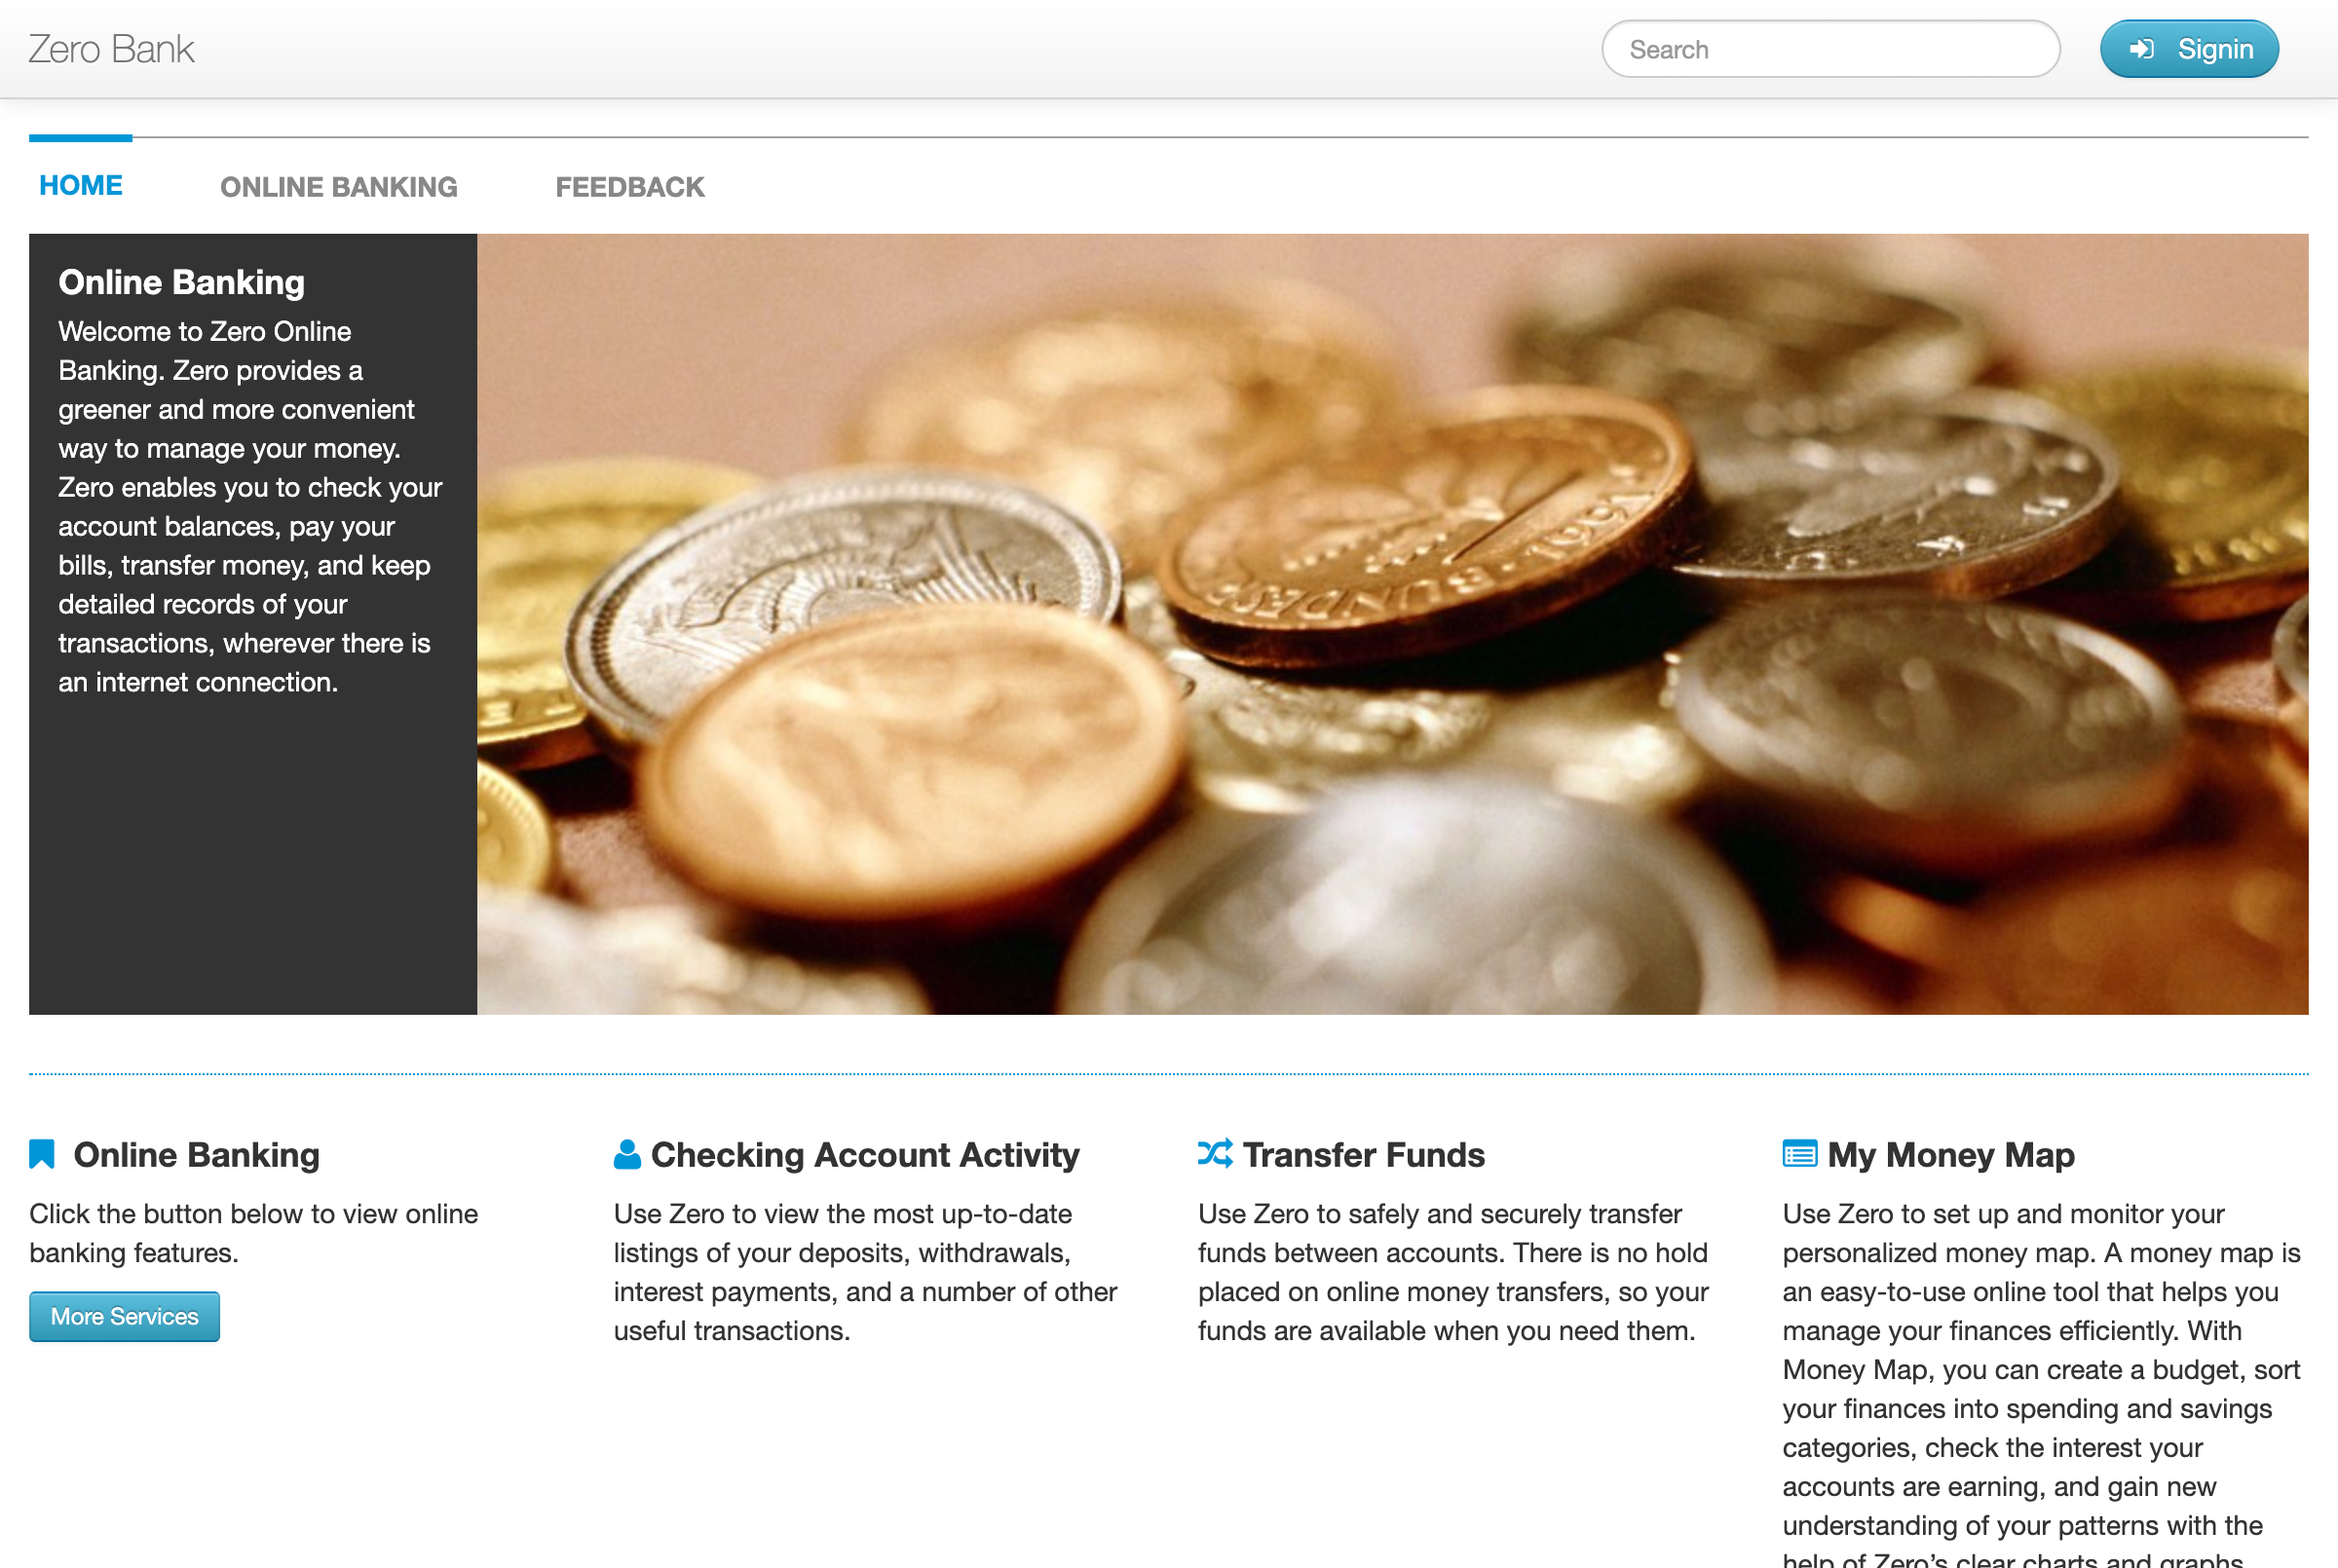 Zero Bank
Search
Signin
HOME
ONLINE BANKING
FEEDBACK
Online Banking
Welcome to Zero Online
Banking. Zero provides a
greener and more convenient
way to manage your money.
Zero enables you to check your
account balances, pay your
bills, transfer money, and keep
detailed records of your
transactions, wherever there is
an internet connection.
BUNDES
1991
Online Banking
Click the button below to view online
banking features.
More Services
Checking Account Activity
Use Zero to view the most up-to-date
listings of your deposits, withdrawals,
interest payments, and a number of other
useful transactions.
Transfer Funds
Use Zero to safely and securely transfer
funds between accounts. There is no hold
placed on online money transfers, so your
funds are available when you need them.
My Money Map
Use Zero to set up and monitor your
personalized money map. A money map is
an easy-to-use online tool that helps you
manage your finances efficiently. With
Money Map, you can create a budget, sort
your finances into spending and savings
categories, check the interest your
accounts are earning, and gain new
understanding of your patterns with the
help of Zero’s clear charts and graphs.